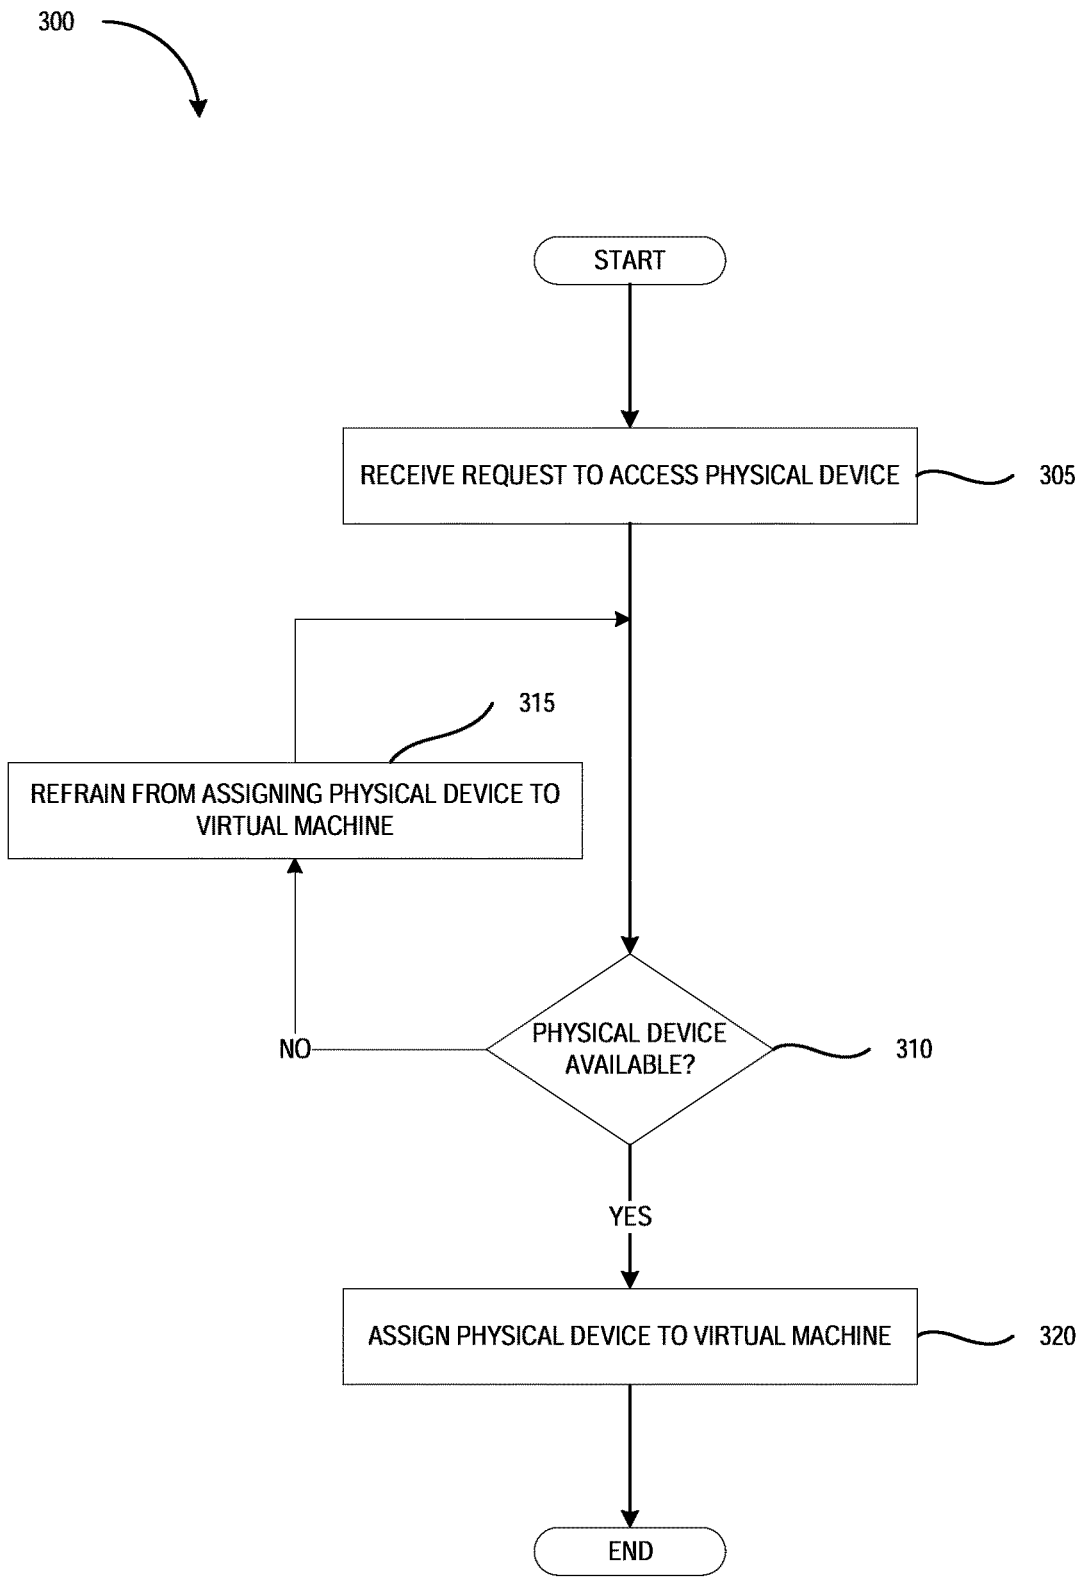 300
START
RECEIVE REQUEST TO ACCESS PHYSICAL DEVICE
305
315
REFRAIN FROM ASSIGNING PHYSICAL DEVICE TO
VIRTUAL MACHINE
PHYSICAL DEVICE
AVAILABLE?
310
NO
YES
ASSIGN PHYSICAL DEVICE TO VIRTUAL MACHINE
320
END